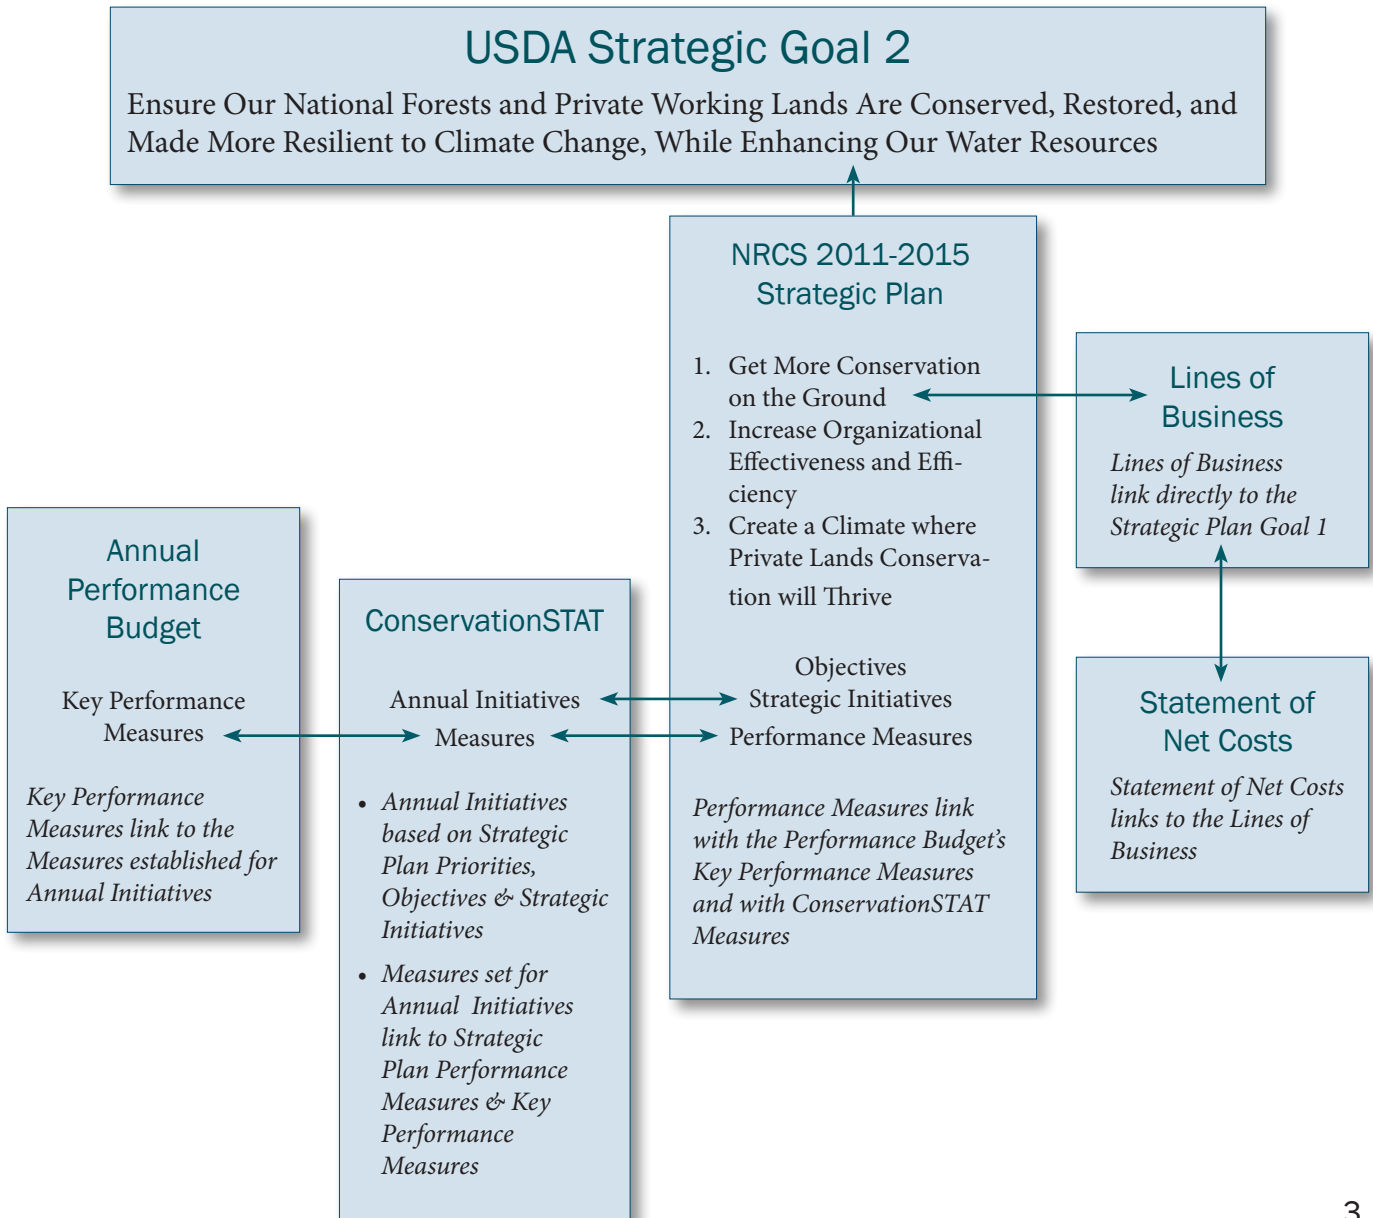 USDA Strategic Goal 2
Ensure Our National Forests and Private Working Lands Are Conserved, Restored, and
Made More Resilient to Climate Change, While Enhancing Our Water Resources
NRCS 2011-2015
Strategic Plan
1. Get More Conservation
on the Ground
2. Increase Organizational
Effectiveness and Effi-
ciency
3. Create a Climate where
Private Lands Conserva-
tion will Thrive
Objectives
Strategic Initiatives
Performance Measures
Performance Measures link
with the Performance Budget's
Key Performance Measures
and with ConservationSTAT
Measures
Lines of
Business
Lines of Business
link directly to the
Strategic Plan Goal 1
Statement of
Net Costs
Statement of Net Costs
links to the Lines of
Business
Annual
Performance
Budget
Key Performance
Measures
Key Performance
Measures link to the
Measures established for
Annual Initiatives
ConservationSTAT
Annual Initiatives
Measures
• Annual Initiatives
based on Strategic
Plan Priorities,
Objectives & Strategic
Initiatives
• Measures set for
Annual Initiatives
link to Strategic
Plan Performance
Measures & Key
Performance
Measures
3